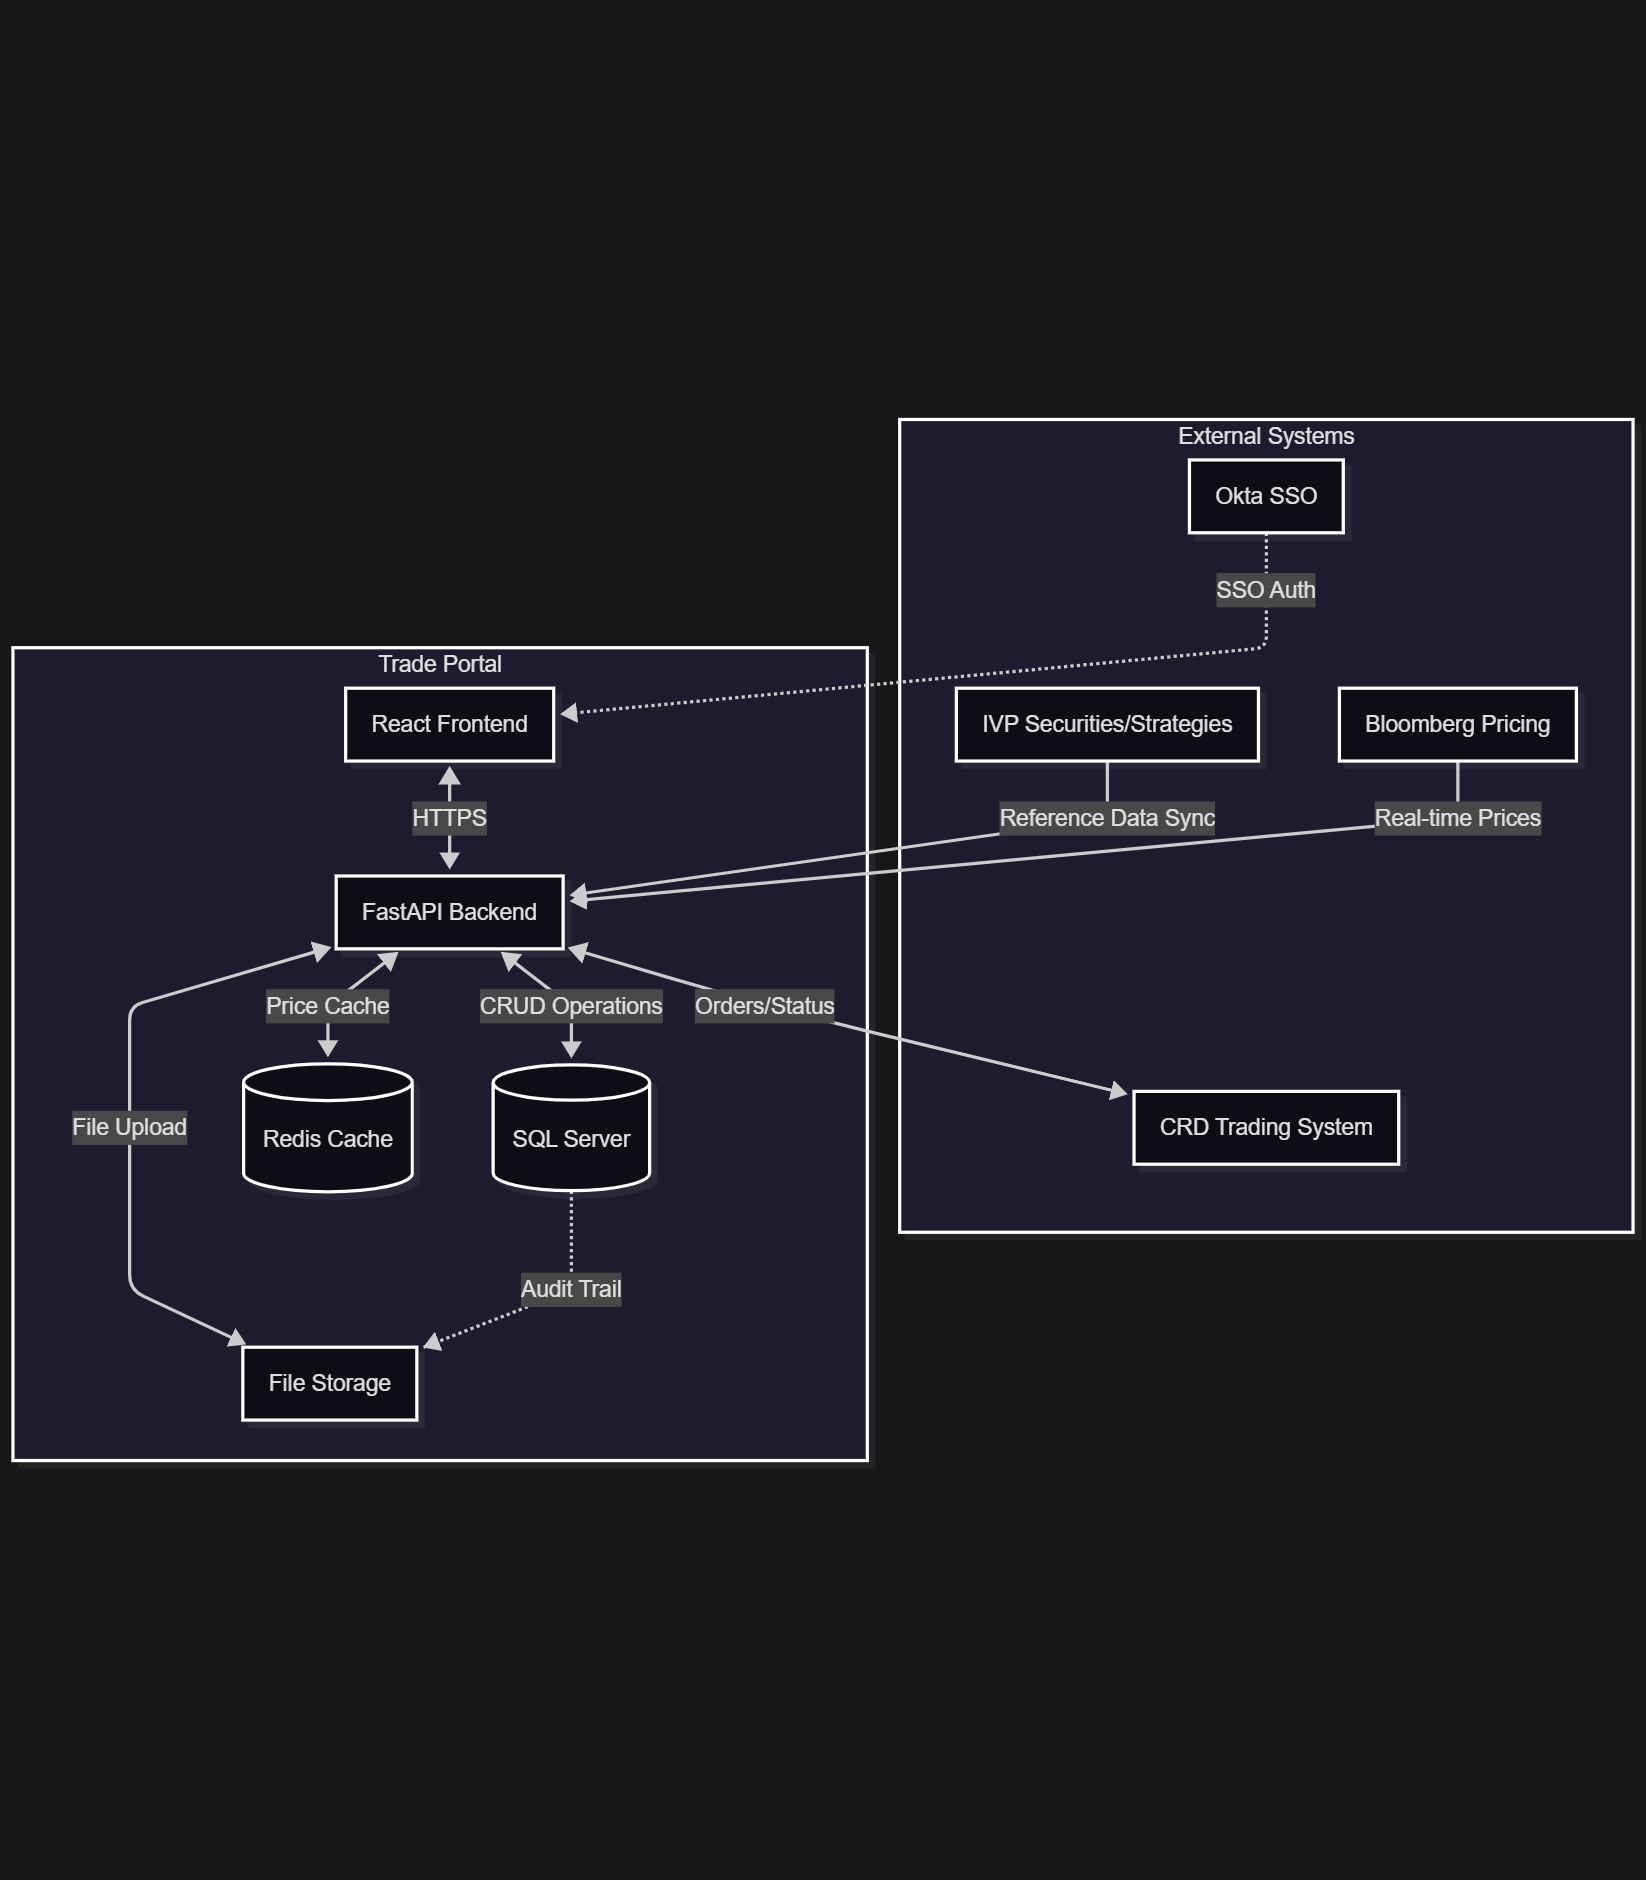 External Systems
Okta SSO
SSO Auth
Trade Portal
React Frontend
IVP Securities/Strategies
Bloomberg Pricing
HTTPS
Reference Data Sync
Real-time Prices
FastAPI Backend
Price Cache
CRUD Operations
Orders/Status
File Upload
Redis Cache
SQL Server
CRD Trading System
Audit Trail
File Storage